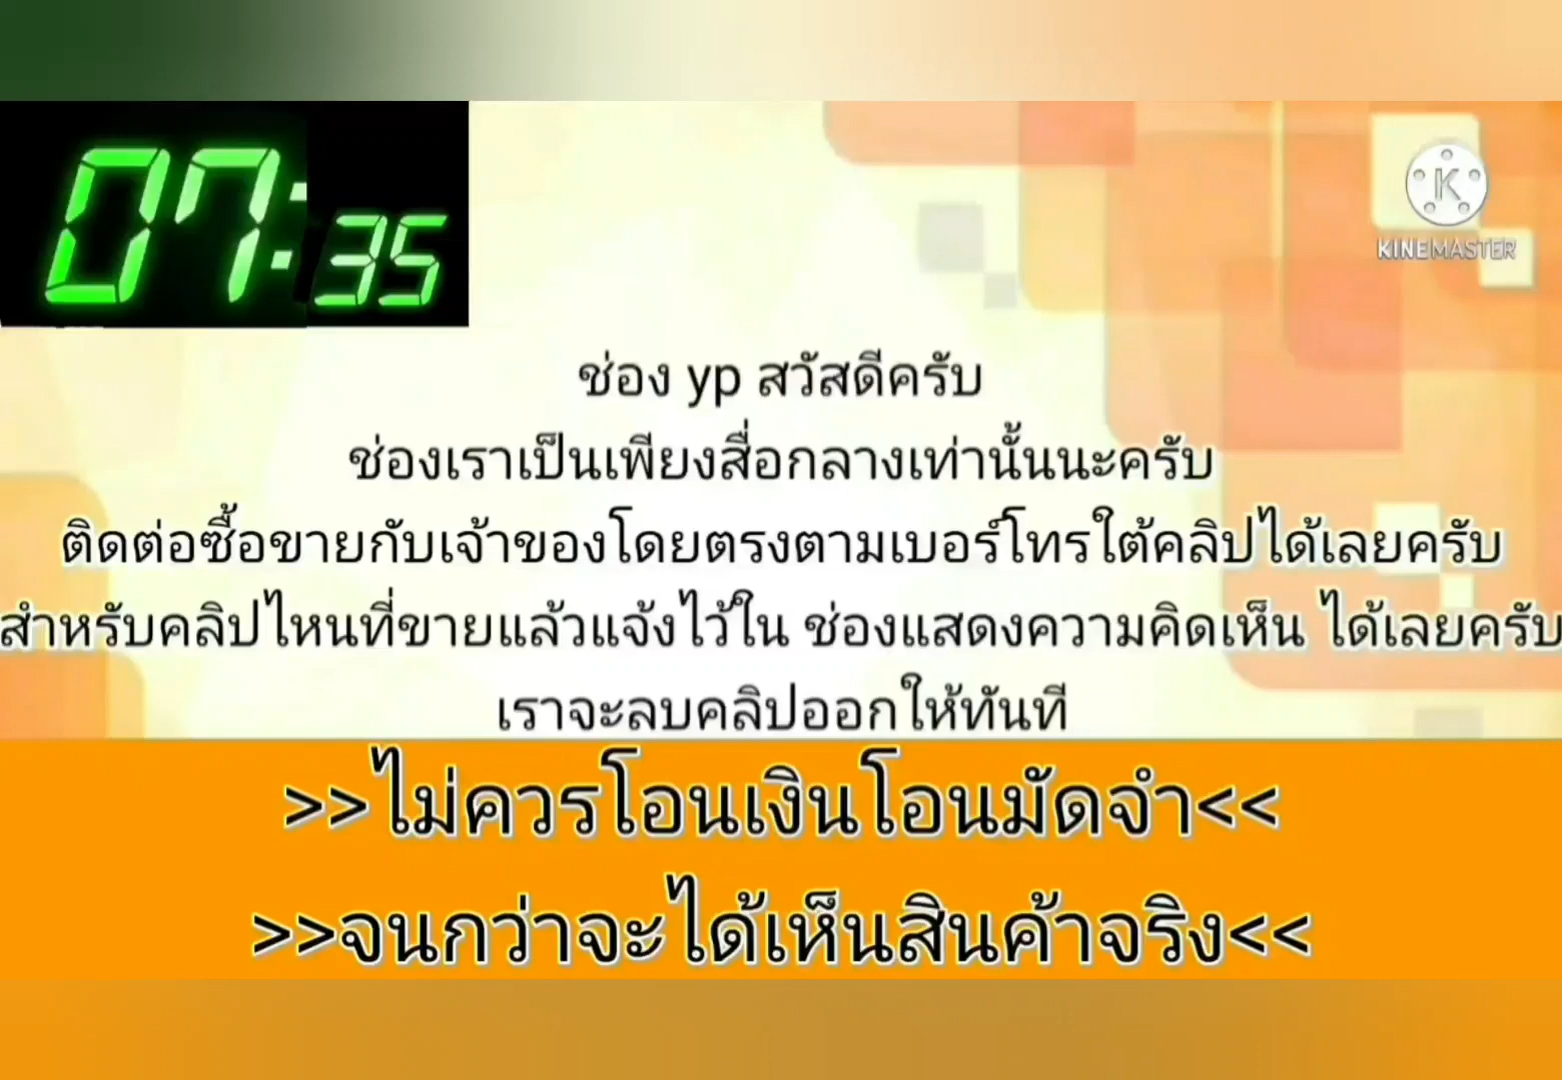 07:35
KINEMASTER
ช่อง yp สวัสดีครับ
ช่องเราเป็นเพียงสื่อกลางเท่านั้นนะครับ
ติดต่อซื้อขายกับเจ้าของโดยตรงตามเบอร์โทรใต้คลิปได้เลยครับ
สำหรับคลิปไหนที่ขายแล้วแจ้งไว้ใน ช่องแสดงความคิดเห็น ได้เลยครับ
เราจะลบคลิปออกให้ทันที
>>ไม่ควรโอนเงินโอนมัดจำ<<
>>จนกว่าจะได้เห็นสินค้าจริง<<